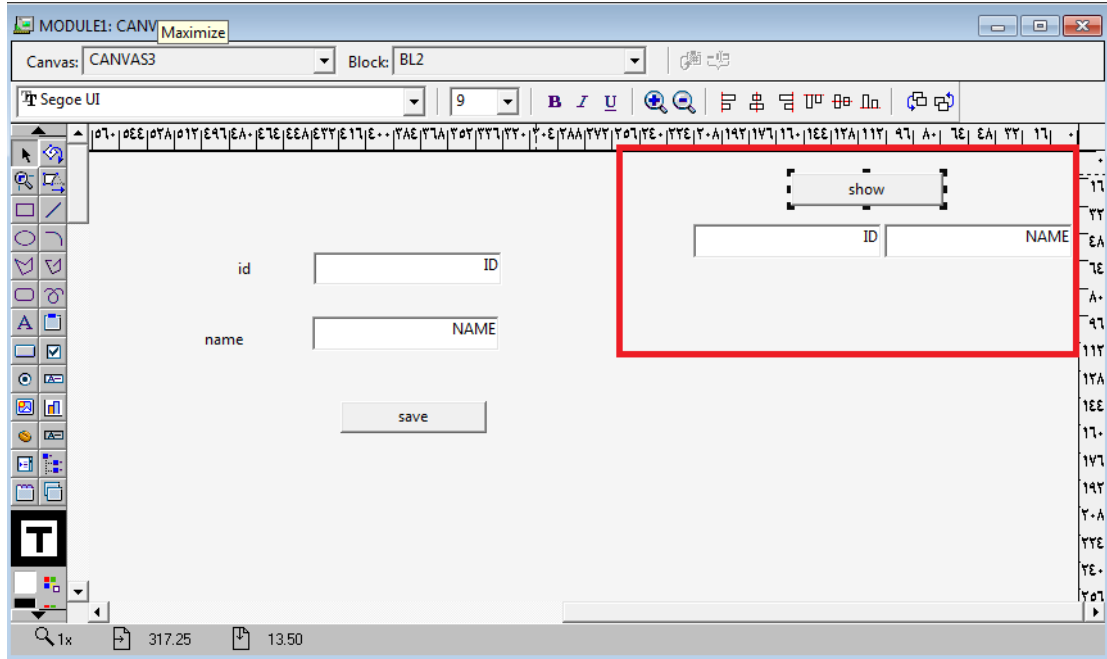 MODULE1: CANV
Maximize
Canvas: CANVAS3 Block: BL2
Segoe UI 9 B I U
show
ID NAME
id ID
name NAME
save
1x 317.25 13.50